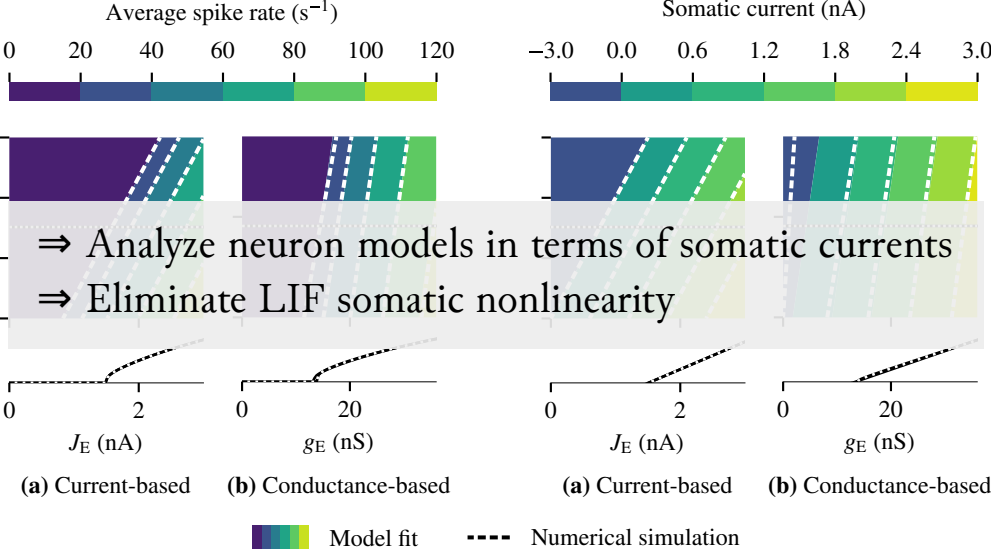 Average spike rate (s⁻¹)
Somatic current (nA)
0 20 40 60 80 100 120
−3.0 0.0 0.6 1.2 1.8 2.4 3.0
⇒ Analyze neuron models in terms of somatic currents
⇒ Eliminate LIF somatic nonlinearity
0 2 0 20 0 2 0 20
J_E (nA) g_E (nS) J_E (nA) g_E (nS)
(a) Current-based (b) Conductance-based (a) Current-based (b) Conductance-based
Model fit Numerical simulation